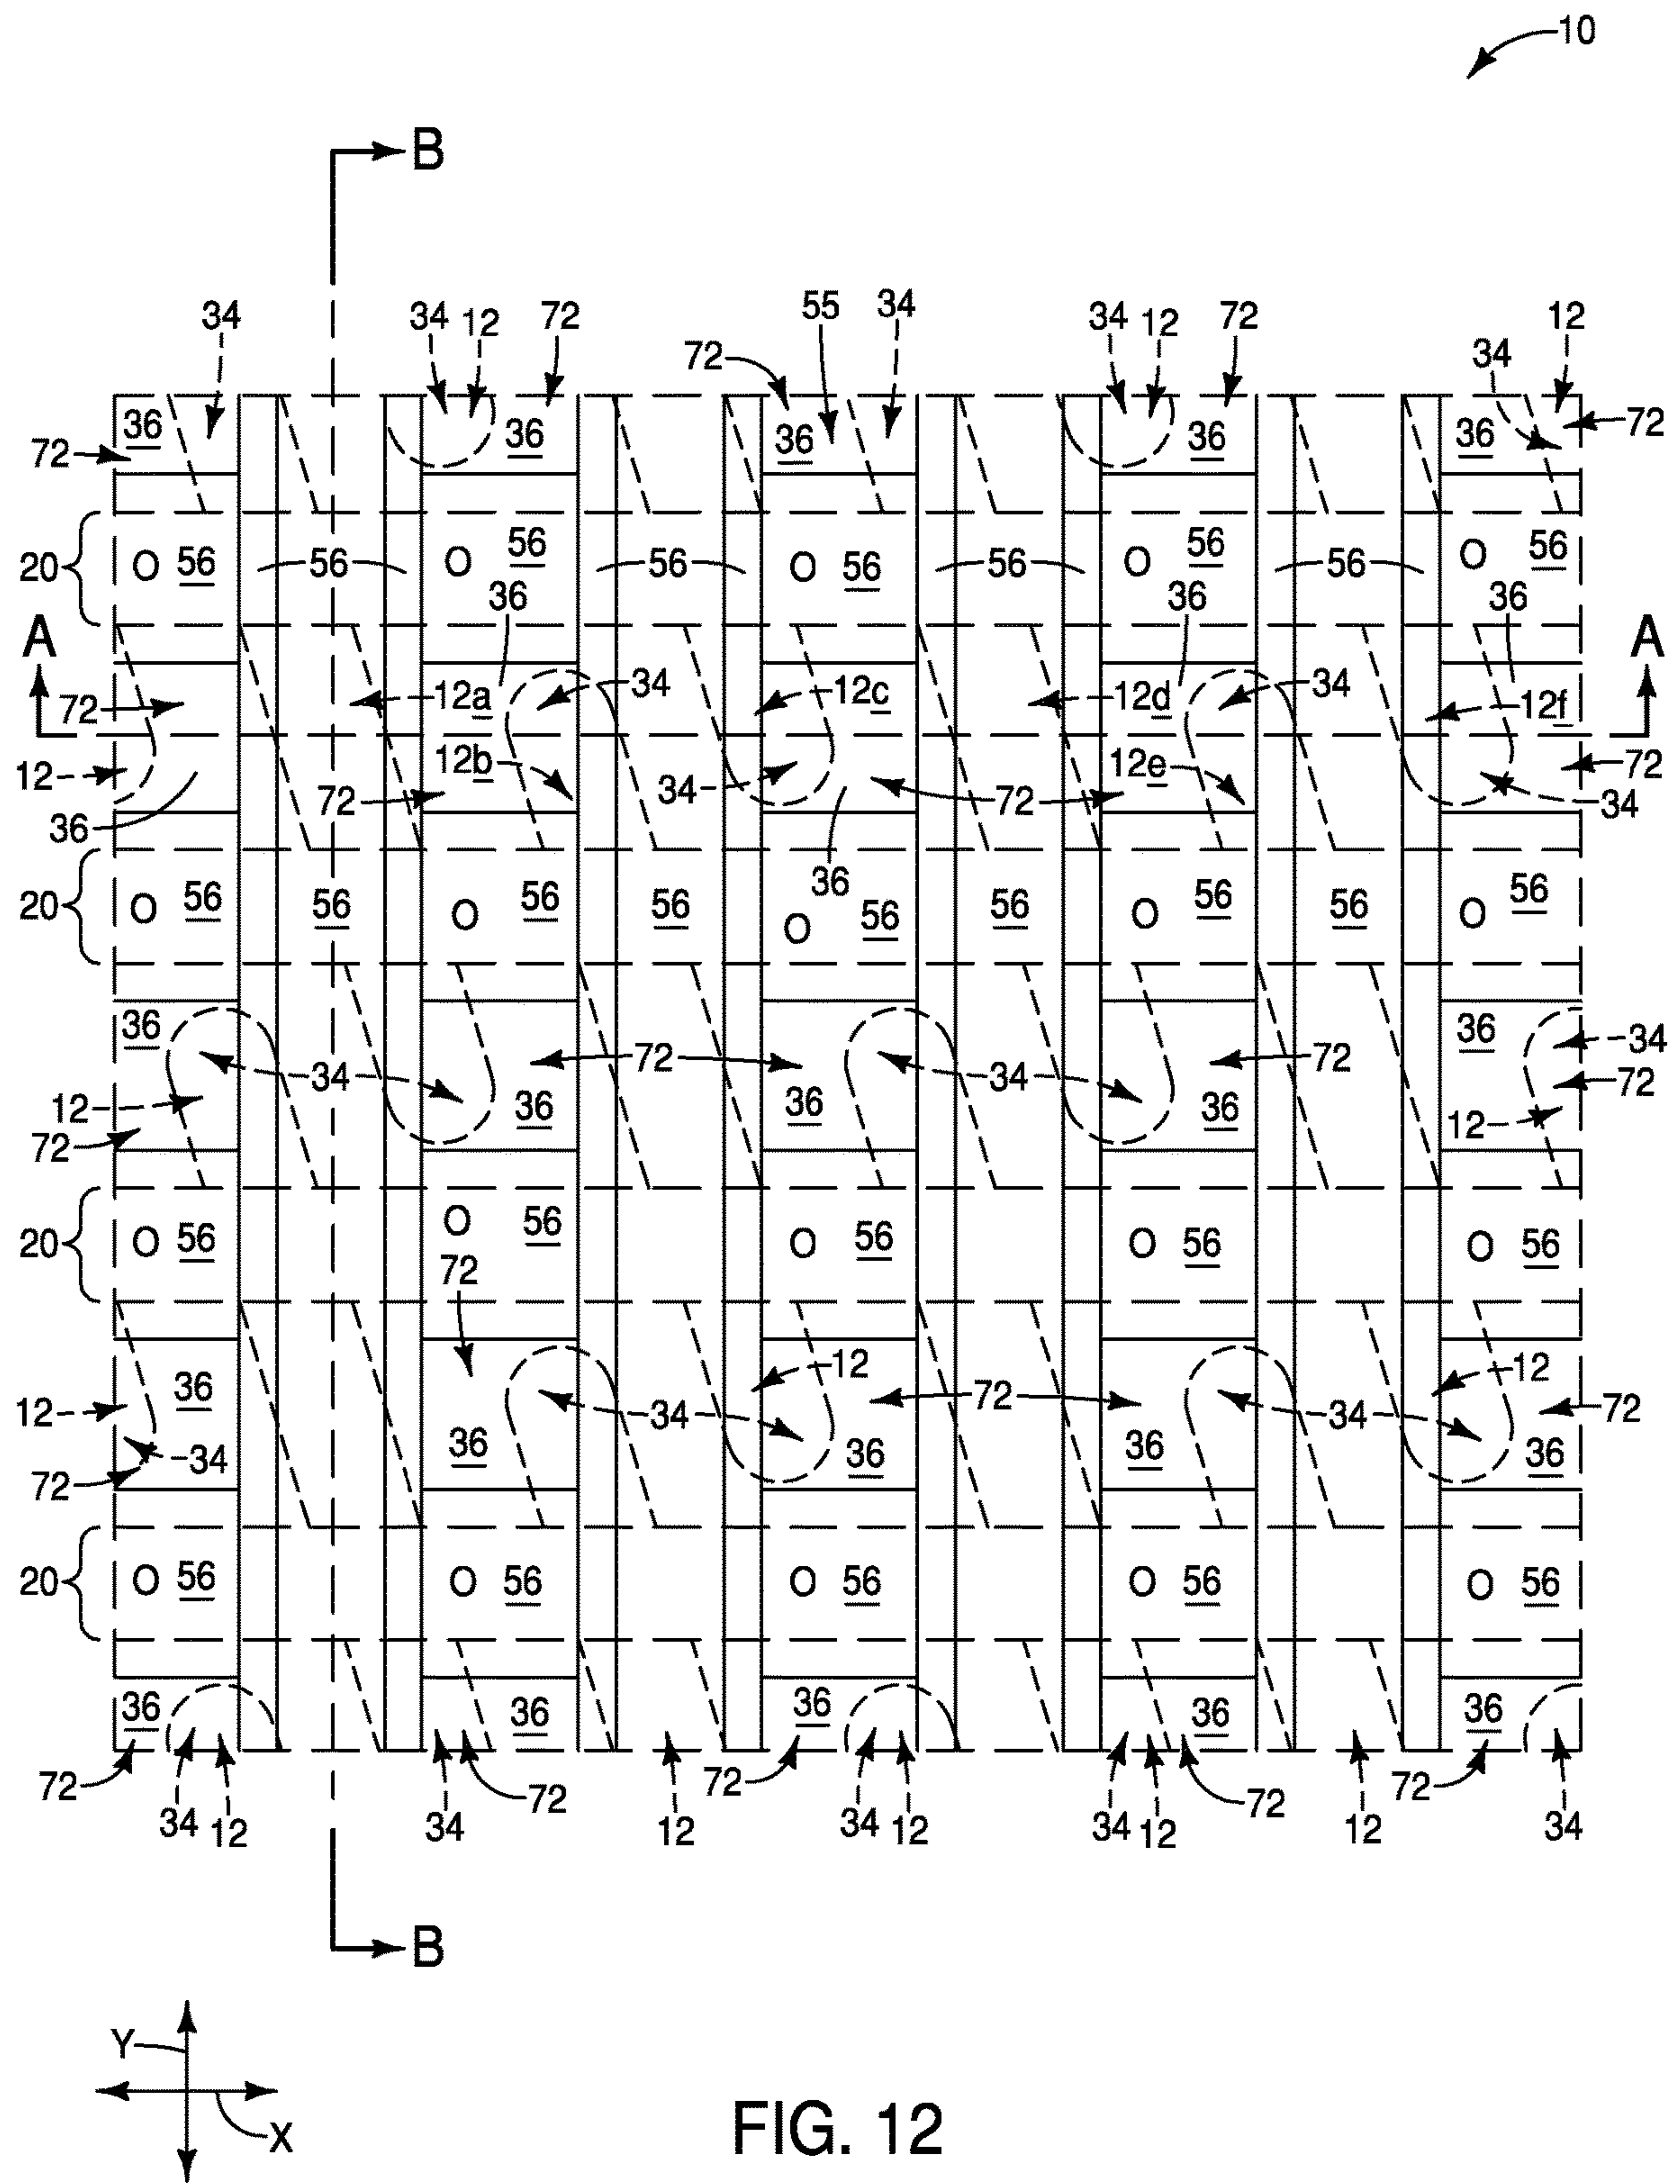 10
B
34 34 12 72 55 34 34 12 72 12
72 34
36 36 36 36 36
72 72
20 O 56 56 O 56 56 O 56 56 O 56 56 O 56
36 36 36
A A
72 12a 34 12c 12d 34 12f
12 12b 34 12e 72
72 72 34
36 36
20 O 56 56 O 56 56 O 56 56 O 56 56 O 56
36 36 34
34 72 34 72 72
12 36 36 36 12
72
20 O 56 O 56 O 56 O 56 O 56
72
36 12 12
12 34 72 34 72
34 36 36 36 36
72
20 O 56 O 56 O 56 O 56 O 56
36 36 36 36 36
72 72 72 72 72
34 12 34 12 34 12 34 12 12 34
B
Y
X
FIG. 12